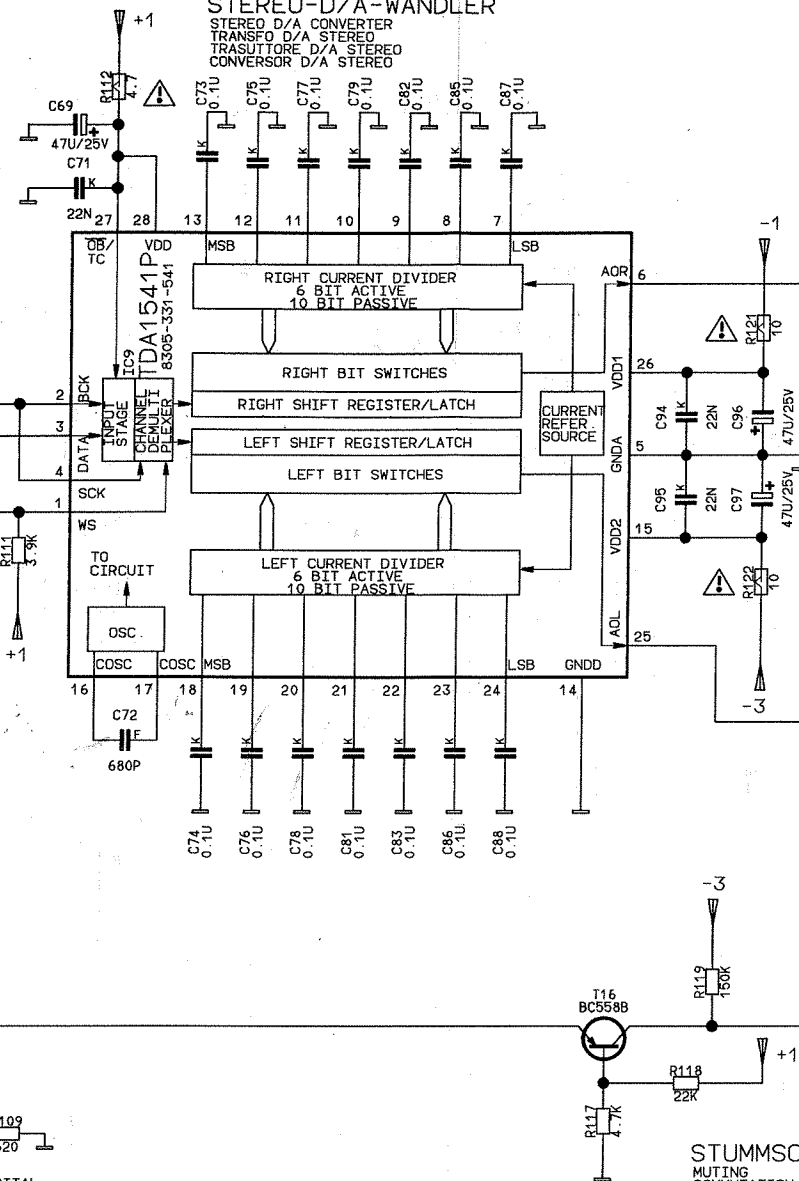 STEREO-D/A-WANDLER
STEREO D/A CONVERTER
TRANSFO D/A STEREO
TRASUTTORE D/A STEREO
CONVERSOR D/A STEREO
+1
R112
4.7
C69
47U/25V
+
C71
K
22N
C73
0.1U
C75
0.1U
C77
0.1U
C79
0.1U
C82
0.1U
C85
0.1U
C87
0.1U
K K K K K K K
27 28 13 12 11 10 9 8 7
OB/
TC
VDD
MSB
LSB
RIGHT CURRENT DIVIDER
6 BIT ACTIVE
10 BIT PASSIVE
AOR
6
-1
R121
10
IC9
TDA1541P
8305-331-541
RIGHT BIT SWITCHES
RIGHT SHIFT REGISTER/LATCH
VDD1
26
2
BCK
3
DATA
4
SCK
1
WS
INPUT
STAGE
CHANNEL
DEMULTI
PLEXER
CURRENT
REFER.
SOURCE
C94
K
22N
C96
47U/25V
+
GNDA
5
LEFT SHIFT REGISTER/LATCH
LEFT BIT SWITCHES
C95
K
22N
C97
47U/25V
+
VDD2
15
R111
3.9K
+1
TO
CIRCUIT
OSC.
LEFT CURRENT DIVIDER
6 BIT ACTIVE
10 BIT PASSIVE
R122
10
-3
AOL
25
COSC
COSC
MSB
LSB
GNDD
16 17 18 19 20 21 22 23 24 14
C72
F
680P
K K K K K K K
C74
0.1U
C76
0.1U
C78
0.1U
C81
0.1U
C83
0.1U
C86
0.1U
C88
0.1U
-3
R119
150K
T16
BC558B
+1
R118
22K
R117
4.7K
109
620
STUMMSC
MUTING